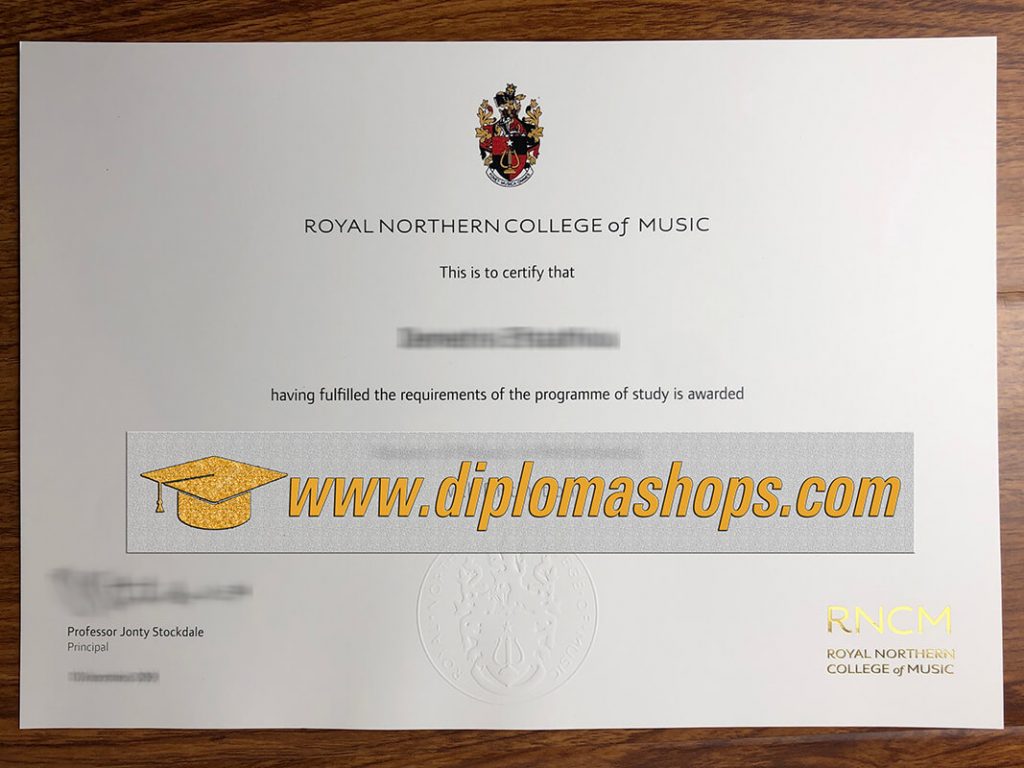 ROYAL NORTHERN COLLEGE of MUSIC
This is to certify that
having fulfilled the requirements of the programme of study is awarded
www.diplomashops.com
Professor Jonty Stockdale
Principal
RNCM
ROYAL NORTHERN
COLLEGE of MUSIC